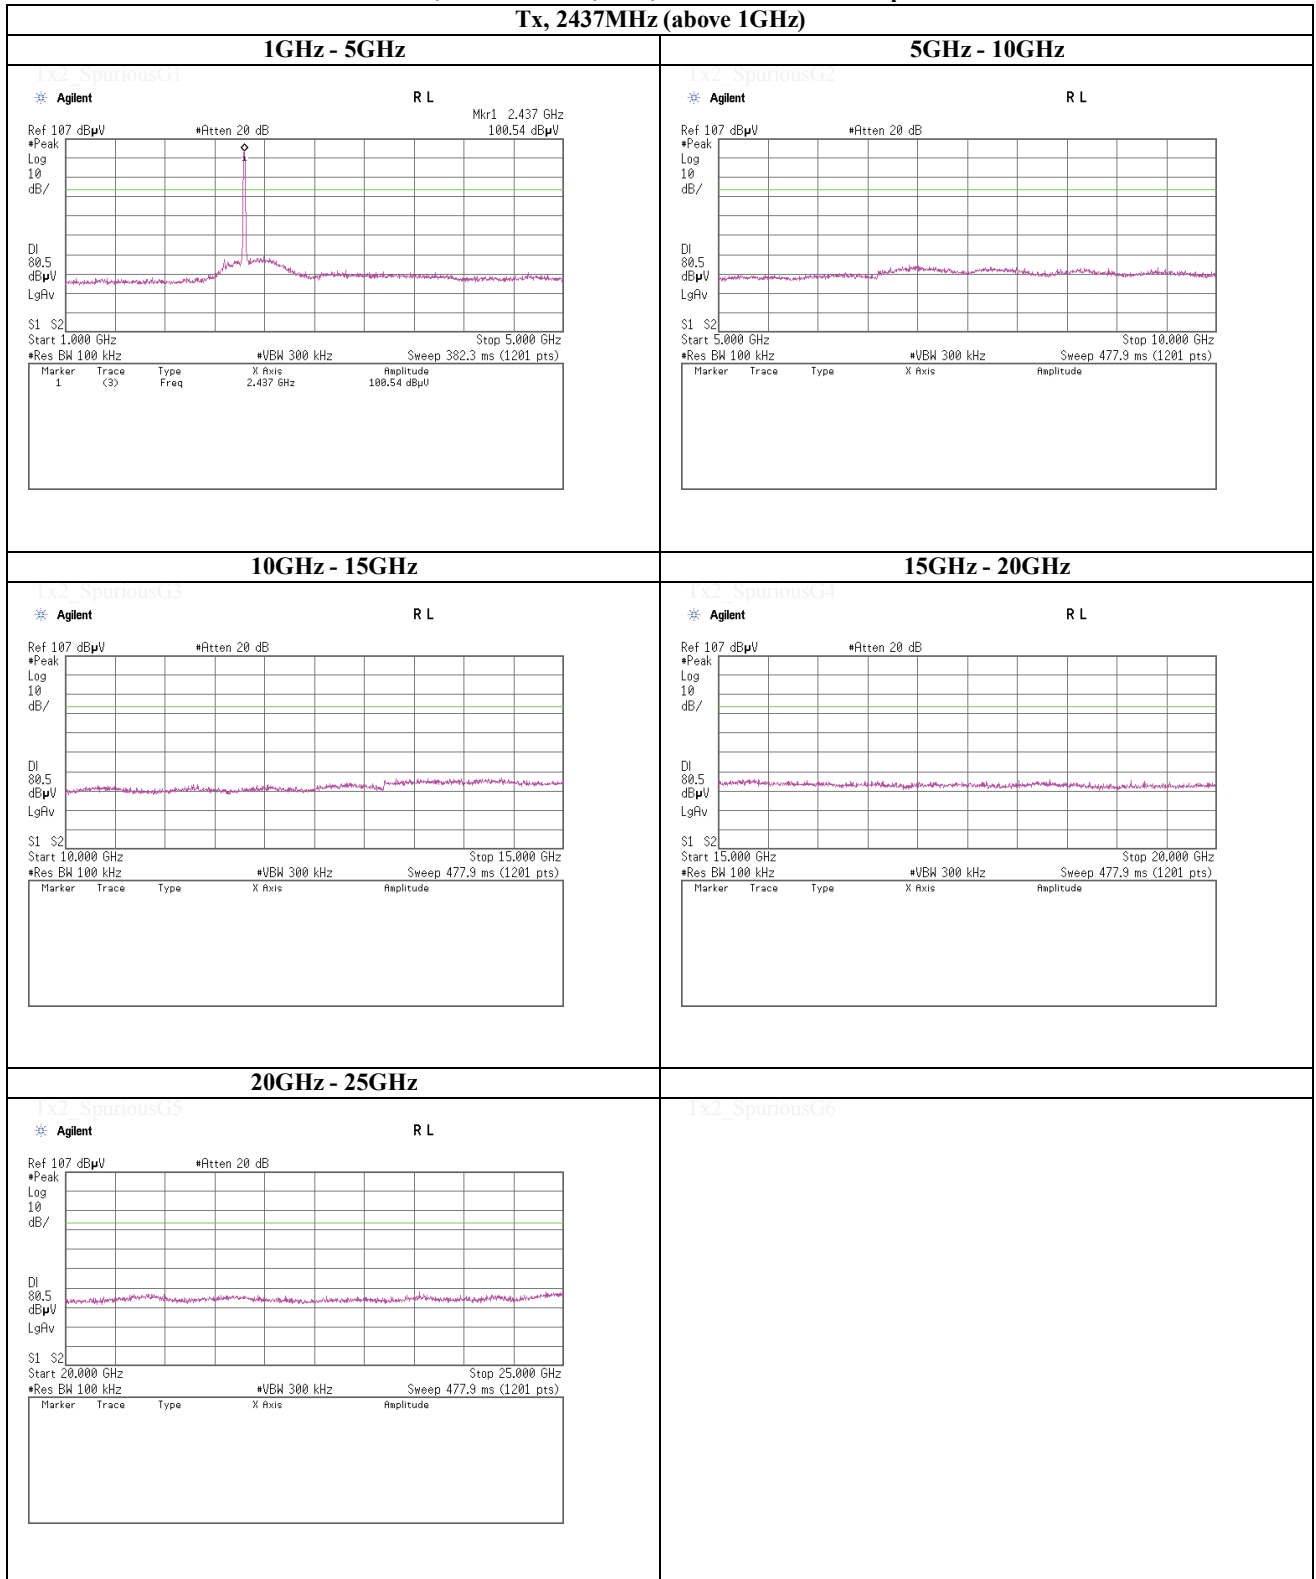 Tx, 2437MHz (above 1GHz)
1GHz - 5GHz
5GHz - 10GHz
Tx2_SpuriousG1
Agilent
R L
Mkr1 2.437 GHz
Ref 107 dBµV
#Atten 20 dB
100.54 dBµV
#Peak
Log
10
dB/
DI
80.5
dBµV
LgAv
S1 S2
Start 1.000 GHz
Stop 5.000 GHz
#Res BW 100 kHz
#VBW 300 kHz
Sweep 382.3 ms (1201 pts)
Marker Trace Type X Axis Amplitude
1 (3) Freq 2.437 GHz 100.54 dBµV
Tx2_SpuriousG2
Agilent
R L
Ref 107 dBµV
#Atten 20 dB
#Peak
Log
10
dB/
DI
80.5
dBµV
LgAv
S1 S2
Start 5.000 GHz
Stop 10.000 GHz
#Res BW 100 kHz
#VBW 300 kHz
Sweep 477.9 ms (1201 pts)
Marker Trace Type X Axis Amplitude
10GHz - 15GHz
15GHz - 20GHz
Tx2_SpuriousG3
Agilent
R L
Ref 107 dBµV
#Atten 20 dB
#Peak
Log
10
dB/
DI
80.5
dBµV
LgAv
S1 S2
Start 10.000 GHz
Stop 15.000 GHz
#Res BW 100 kHz
#VBW 300 kHz
Sweep 477.9 ms (1201 pts)
Marker Trace Type X Axis Amplitude
Tx2_SpuriousG4
Agilent
R L
Ref 107 dBµV
#Atten 20 dB
#Peak
Log
10
dB/
DI
80.5
dBµV
LgAv
S1 S2
Start 15.000 GHz
Stop 20.000 GHz
#Res BW 100 kHz
#VBW 300 kHz
Sweep 477.9 ms (1201 pts)
Marker Trace Type X Axis Amplitude
20GHz - 25GHz
Tx2_SpuriousG5
Agilent
R L
Ref 107 dBµV
#Atten 20 dB
#Peak
Log
10
dB/
DI
80.5
dBµV
LgAv
S1 S2
Start 20.000 GHz
Stop 25.000 GHz
#Res BW 100 kHz
#VBW 300 kHz
Sweep 477.9 ms (1201 pts)
Marker Trace Type X Axis Amplitude
Tx2_SpuriousG6